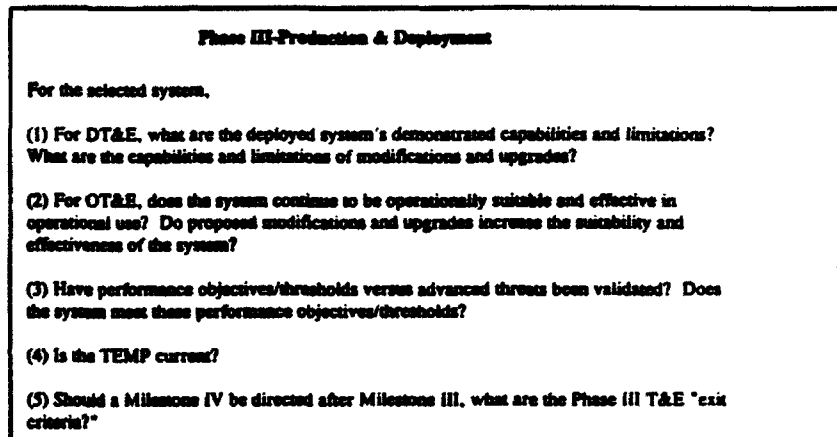 Phase III-Production & Deployment
For the selected system,
(1) For DT&E, what are the deployed system's demonstrated capabilities and limitations?
What are the capabilities and limitations of modifications and upgrades?
(2) For OT&E, does the system continue to be operationally suitable and effective in
operational use? Do proposed modifications and upgrades increase the suitability and
effectiveness of the system?
(3) Have performance objectives/thresholds versus advanced threats been validated? Does
the system meet these performance objectives/thresholds?
(4) Is the TEMP current?
(5) Should a Milestone IV be directed after Milestone III, what are the Phase III T&E "exit
criteria?"